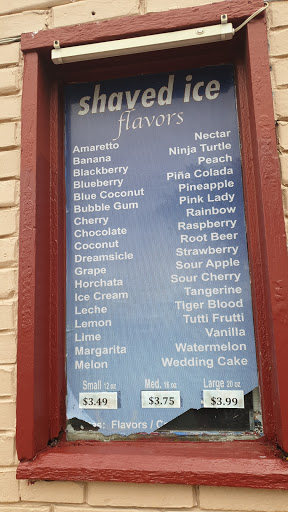 shaved ice
flavors
Amaretto
Banana
Blackberry
Blueberry
Blue Coconut
Bubble Gum
Cherry
Chocolate
Coconut
Dreamsicle
Grape
Horchata
Ice Cream
Leche
Lemon
Lime
Margarita
Melon
Nectar
Ninja Turtle
Peach
Piña Colada
Pineapple
Pink Lady
Rainbow
Raspberry
Root Beer
Strawberry
Sour Apple
Sour Cherry
Tangerine
Tiger Blood
Tutti Frutti
Vanilla
Watermelon
Wedding Cake
Small 12 oz Med. 16 oz Large 20 oz
$3.49 $3.75 $3.99
Flavors /